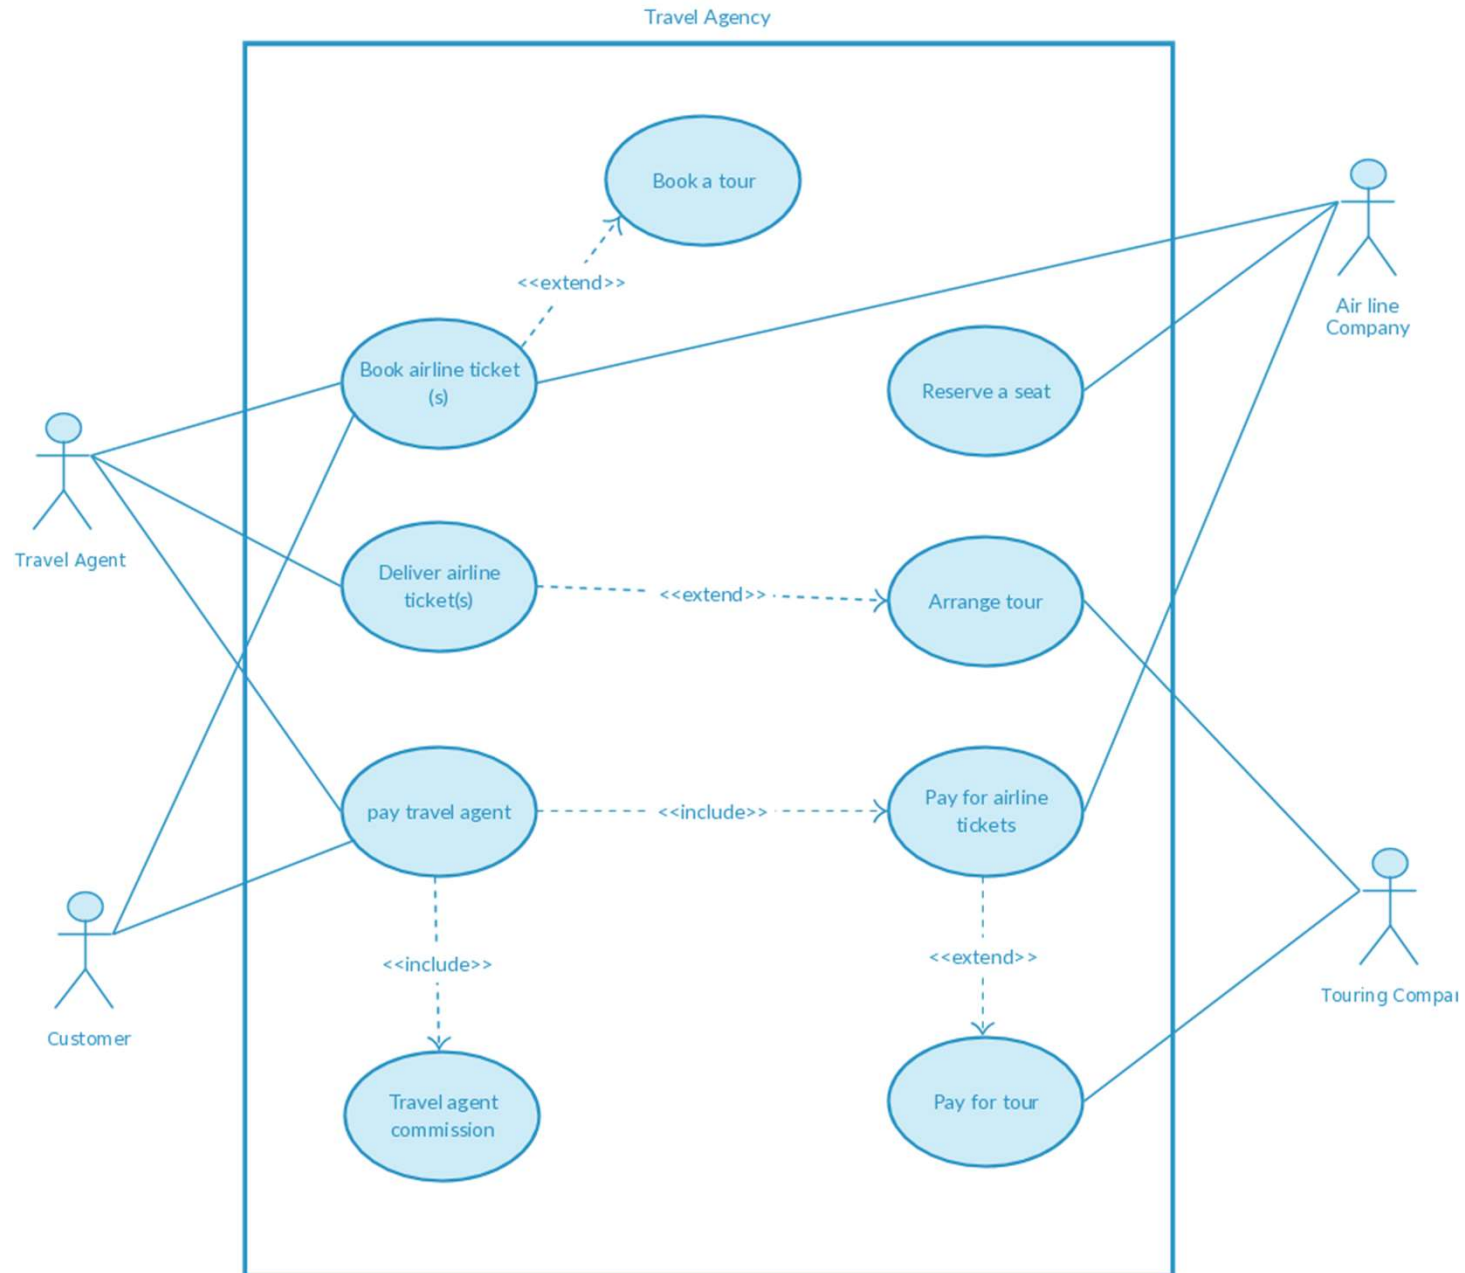 Travel Agency
Book a tour
<<extend>>
Air line
Company
Book airline ticket
(s)
Reserve a seat
Travel Agent
Deliver airline
ticket(s)
<<extend>>
Arrange tour
pay travel agent
<<include>>
Pay for airline
tickets
<<include>>
<<extend>>
Customer
Touring
Travel agent
commission
Pay for tour